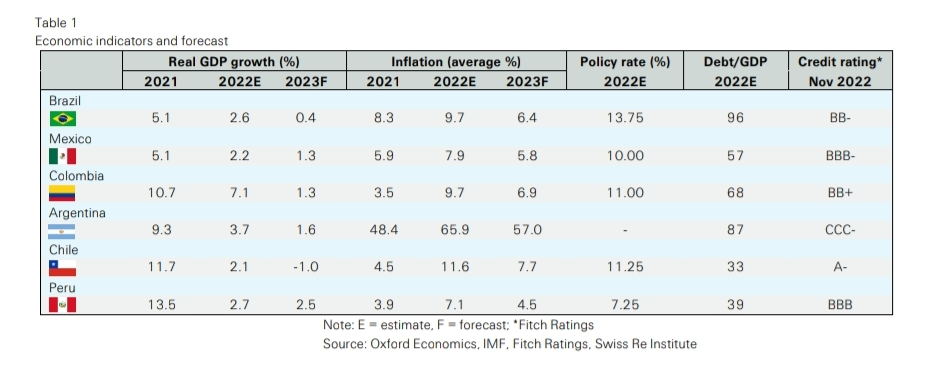 Table 1
Economic indicators and forecast
Real GDP growth (%) Inflation (average %) Policy rate (%) Debt/GDP Credit rating*
2021 2022E 2023F 2021 2022E 2023F 2022E 2022E Nov 2022
Brazil
5.1 2.6 0.4 8.3 9.7 6.4 13.75 96 BB-
Mexico
5.1 2.2 1.3 5.9 7.9 5.8 10.00 57 BBB-
Colombia
10.7 7.1 1.3 3.5 9.7 6.9 11.00 68 BB+
Argentina
9.3 3.7 1.6 48.4 65.9 57.0 - 87 CCC-
Chile
11.7 2.1 -1.0 4.5 11.6 7.7 11.25 33 A-
Peru
13.5 2.7 2.5 3.9 7.1 4.5 7.25 39 BBB
Note: E = estimate, F = forecast; *Fitch Ratings
Source: Oxford Economics, IMF, Fitch Ratings, Swiss Re Institute